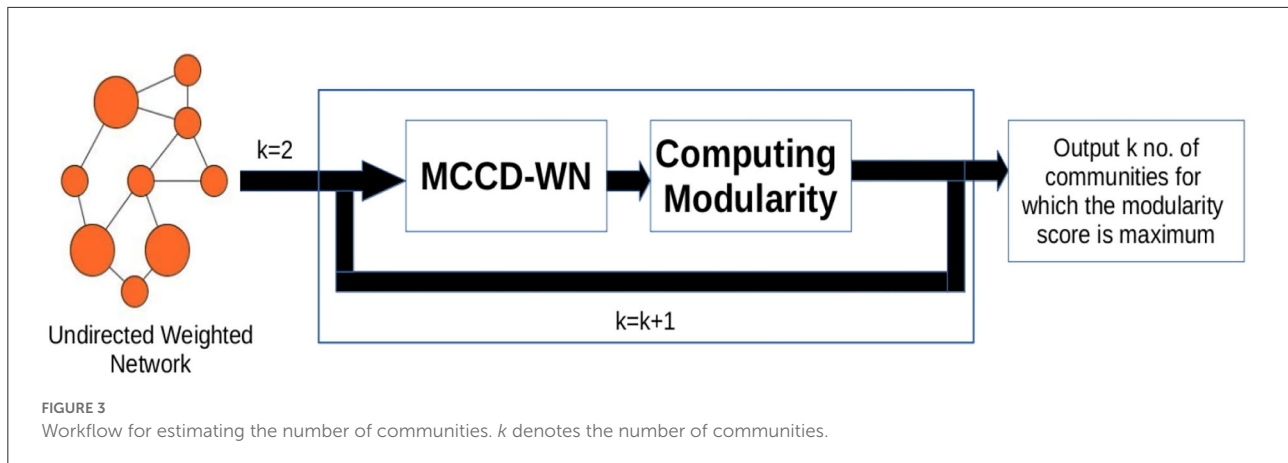 k=2
MCCD-WN
Computing
Modularity
Output k no. of
communities for
which the modularity
score is maximum
k=k+1
Undirected Weighted
Network
FIGURE 3
Workflow for estimating the number of communities. k denotes the number of communities.